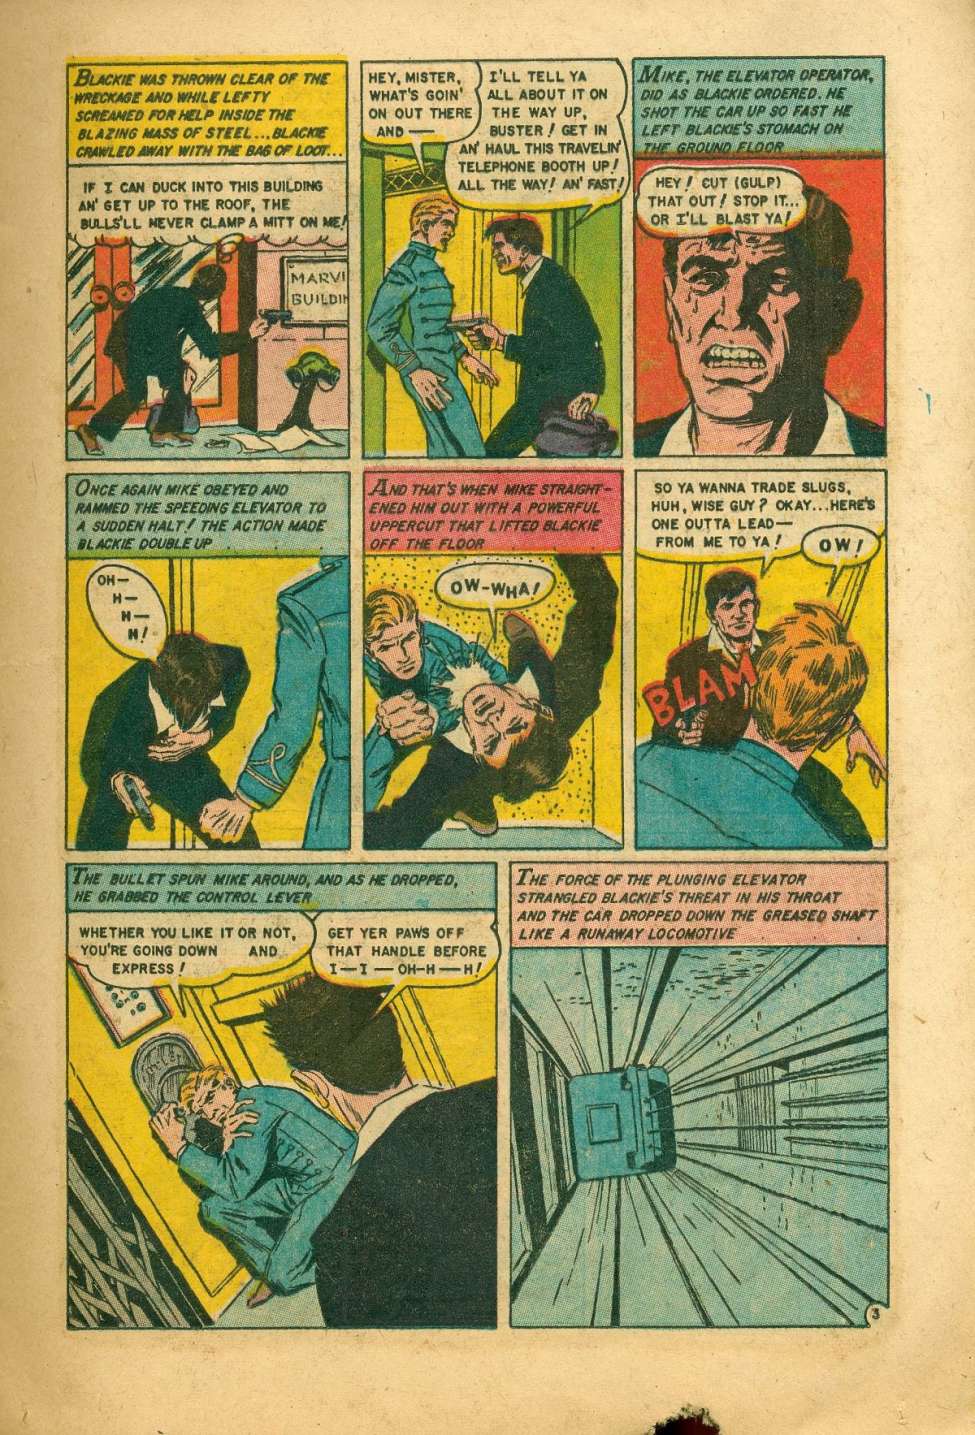 BLACKIE WAS THROWN CLEAR OF THE
WRECKAGE AND WHILE LEFTY
SCREAMED FOR HELP INSIDE THE
BLAZING MASS OF STEEL...BLACKIE
CRAWLED AWAY WITH THE BAG OF LOOT...
IF I CAN DUCK INTO THIS BUILDING
AN' GET UP TO THE ROOF, THE
BULLS'LL NEVER CLAMP A MITT ON ME!
MARVI
BUILDIN
HEY, MISTER,
WHAT'S GOIN'
ON OUT THERE
AND —
I'LL TELL YA
ALL ABOUT IT ON
THE WAY UP,
BUSTER! GET IN
AN' HAUL THIS TRAVELIN'
TELEPHONE BOOTH UP!
ALL THE WAY! AN' FAST!
MIKE, THE ELEVATOR OPERATOR,
DID AS BLACKIE ORDERED. HE
SHOT THE CAR UP SO FAST HE
LEFT BLACKIE'S STOMACH ON
THE GROUND FLOOR
HEY! CUT (GULP)
THAT OUT! STOP IT...
OR I'LL BLAST YA!
ONCE AGAIN MIKE OBEYED AND
RAMMED THE SPEEDING ELEVATOR TO
A SUDDEN HALT! THE ACTION MADE
BLACKIE DOUBLE UP
OH—
H—
H—
H!
AND THAT'S WHEN MIKE STRAIGHT-
ENED HIM OUT WITH A POWERFUL
UPPERCUT THAT LIFTED BLACKIE
OFF THE FLOOR
OW-WHA!
SO YA WANNA TRADE SLUGS,
HUH, WISE GUY? OKAY...HERE'S
ONE OUTTA LEAD—
FROM ME TO YA!
OW!
BLAM
THE BULLET SPUN MIKE AROUND, AND AS HE DROPPED,
HE GRABBED THE CONTROL LEVER
WHETHER YOU LIKE IT OR NOT,
YOU'RE GOING DOWN AND
EXPRESS!
GET YER PAWS OFF
THAT HANDLE BEFORE
I—I—OH-H—H!
THE FORCE OF THE PLUNGING ELEVATOR
STRANGLED BLACKIE'S THREAT IN HIS THROAT
AND THE CAR DROPPED DOWN THE GREASED SHAFT
LIKE A RUNAWAY LOCOMOTIVE
3